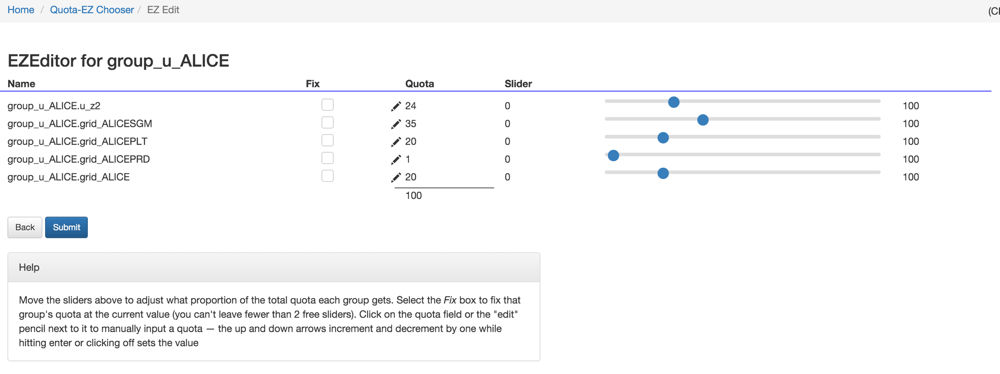 Home / Quota-EZ Chooser / EZ Edit (Cl
EZEditor for group_u_ALICE
Name Fix Quota Slider
group_u_ALICE.u_z2 24 0 100
group_u_ALICE.grid_ALICESGM 35 0 100
group_u_ALICE.grid_ALICEPLT 20 0 100
group_u_ALICE.grid_ALICEPRD 1 0 100
group_u_ALICE.grid_ALICE 20 0 100
100
Back Submit
Help
Move the sliders above to adjust what proportion of the total quota each group gets. Select the Fix box to fix that
group's quota at the current value (you can't leave fewer than 2 free sliders). Click on the quota field or the "edit"
pencil next to it to manually input a quota — the up and down arrows increment and decrement by one while
hitting enter or clicking off sets the value